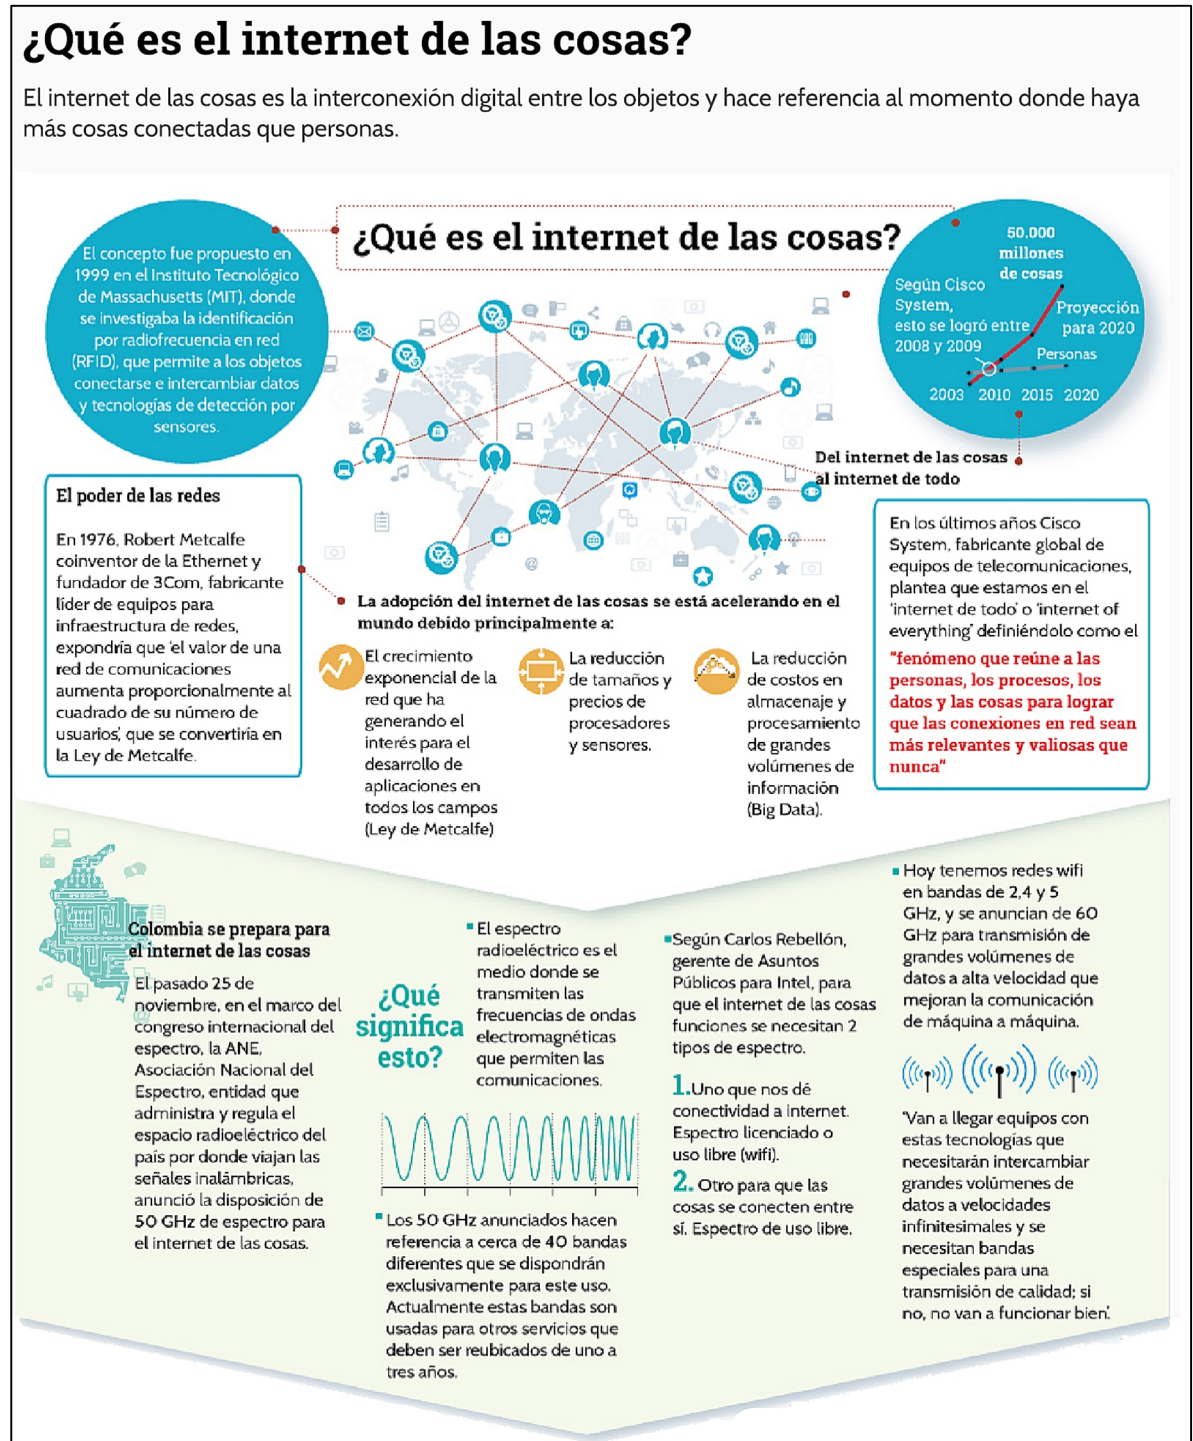 ¿Qué es el internet de las cosas?
El internet de las cosas es la interconexión digital entre los objetos y hace referencia al momento donde haya
más cosas conectadas que personas.
El concepto fue propuesto en
1999 en el Instituto Tecnológico
de Massachusetts (MIT), donde
se investigaba la identificación
por radiofrecuencia en red
(RFID), que permite a los objetos
conectarse e intercambiar datos
y tecnologías de detección por
sensores.
¿Qué es el internet de las cosas?
50.000
millones
de cosas
Según Cisco
System,
esto se logró entre
2008 y 2009
Proyección
para 2020
Personas
2003 2010 2015 2020
El poder de las redes
En 1976, Robert Metcalfe
coinventor de la Ethernet y
fundador de 3Com, fabricante
líder de equipos para
infraestructura de redes,
expondría que 'el valor de una
red de comunicaciones
aumenta proporcionalmente al
cuadrado de su número de
usuarios', que se convertiría en
la Ley de Metcalfe.
La adopción del internet de las cosas se está acelerando en el
mundo debido principalmente a:
El crecimiento
exponencial de la
red que ha
generando el
interés para el
desarrollo de
aplicaciones en
todos los campos
(Ley de Metcalfe)
La reducción
de tamaños y
precios de
procesadores
y sensores.
La reducción
de costos en
almacenaje y
procesamiento
de grandes
volúmenes de
información
(Big Data).
Del internet de las cosas
al internet de todo
En los últimos años Cisco
System, fabricante global de
equipos de telecomunicaciones,
plantea que estamos en el
'internet de todo' o 'internet of
everything' definiéndolo como el
"fenómeno que reúne a las
personas, los procesos, los
datos y las cosas para lograr
que las conexiones en red sean
más relevantes y valiosas que
nunca"
Colombia se prepara para
el internet de las cosas
El pasado 25 de
noviembre, en el marco del
congreso internacional del
espectro, la ANE,
Asociación Nacional del
Espectro, entidad que
administra y regula el
espacio radioeléctrico del
país por donde viajan las
señales inalámbricas,
anunció la disposición de
50 GHz de espectro para
el internet de las cosas.
¿Qué
significa
esto?
El espectro
radioeléctrico es el
medio donde se
transmiten las
frecuencias de ondas
electromagnéticas
que permiten las
comunicaciones.
Los 50 GHz anunciados hacen
referencia a cerca de 40 bandas
diferentes que se dispondrán
exclusivamente para este uso.
Actualmente estas bandas son
usadas para otros servicios que
deben ser reubicados de uno a
tres años.
Según Carlos Rebellón,
gerente de Asuntos
Públicos para Intel, para
que el internet de las cosas
funciones se necesitan 2
tipos de espectro.
1.Uno que nos dé
conectividad a internet.
Espectro licenciado o
uso libre (wifi).
2. Otro para que las
cosas se conecten entre
sí. Espectro de uso libre.
Hoy tenemos redes wifi
en bandas de 2,4 y 5
GHz, y se anuncian de 60
GHz para transmisión de
grandes volúmenes de
datos a alta velocidad que
mejoran la comunicación
de máquina a máquina.
'Van a llegar equipos con
estas tecnologías que
necesitarán intercambiar
grandes volúmenes de
datos a velocidades
infinitesimales y se
necesitan bandas
especiales para una
transmisión de calidad; si
no, no van a funcionar bien'.